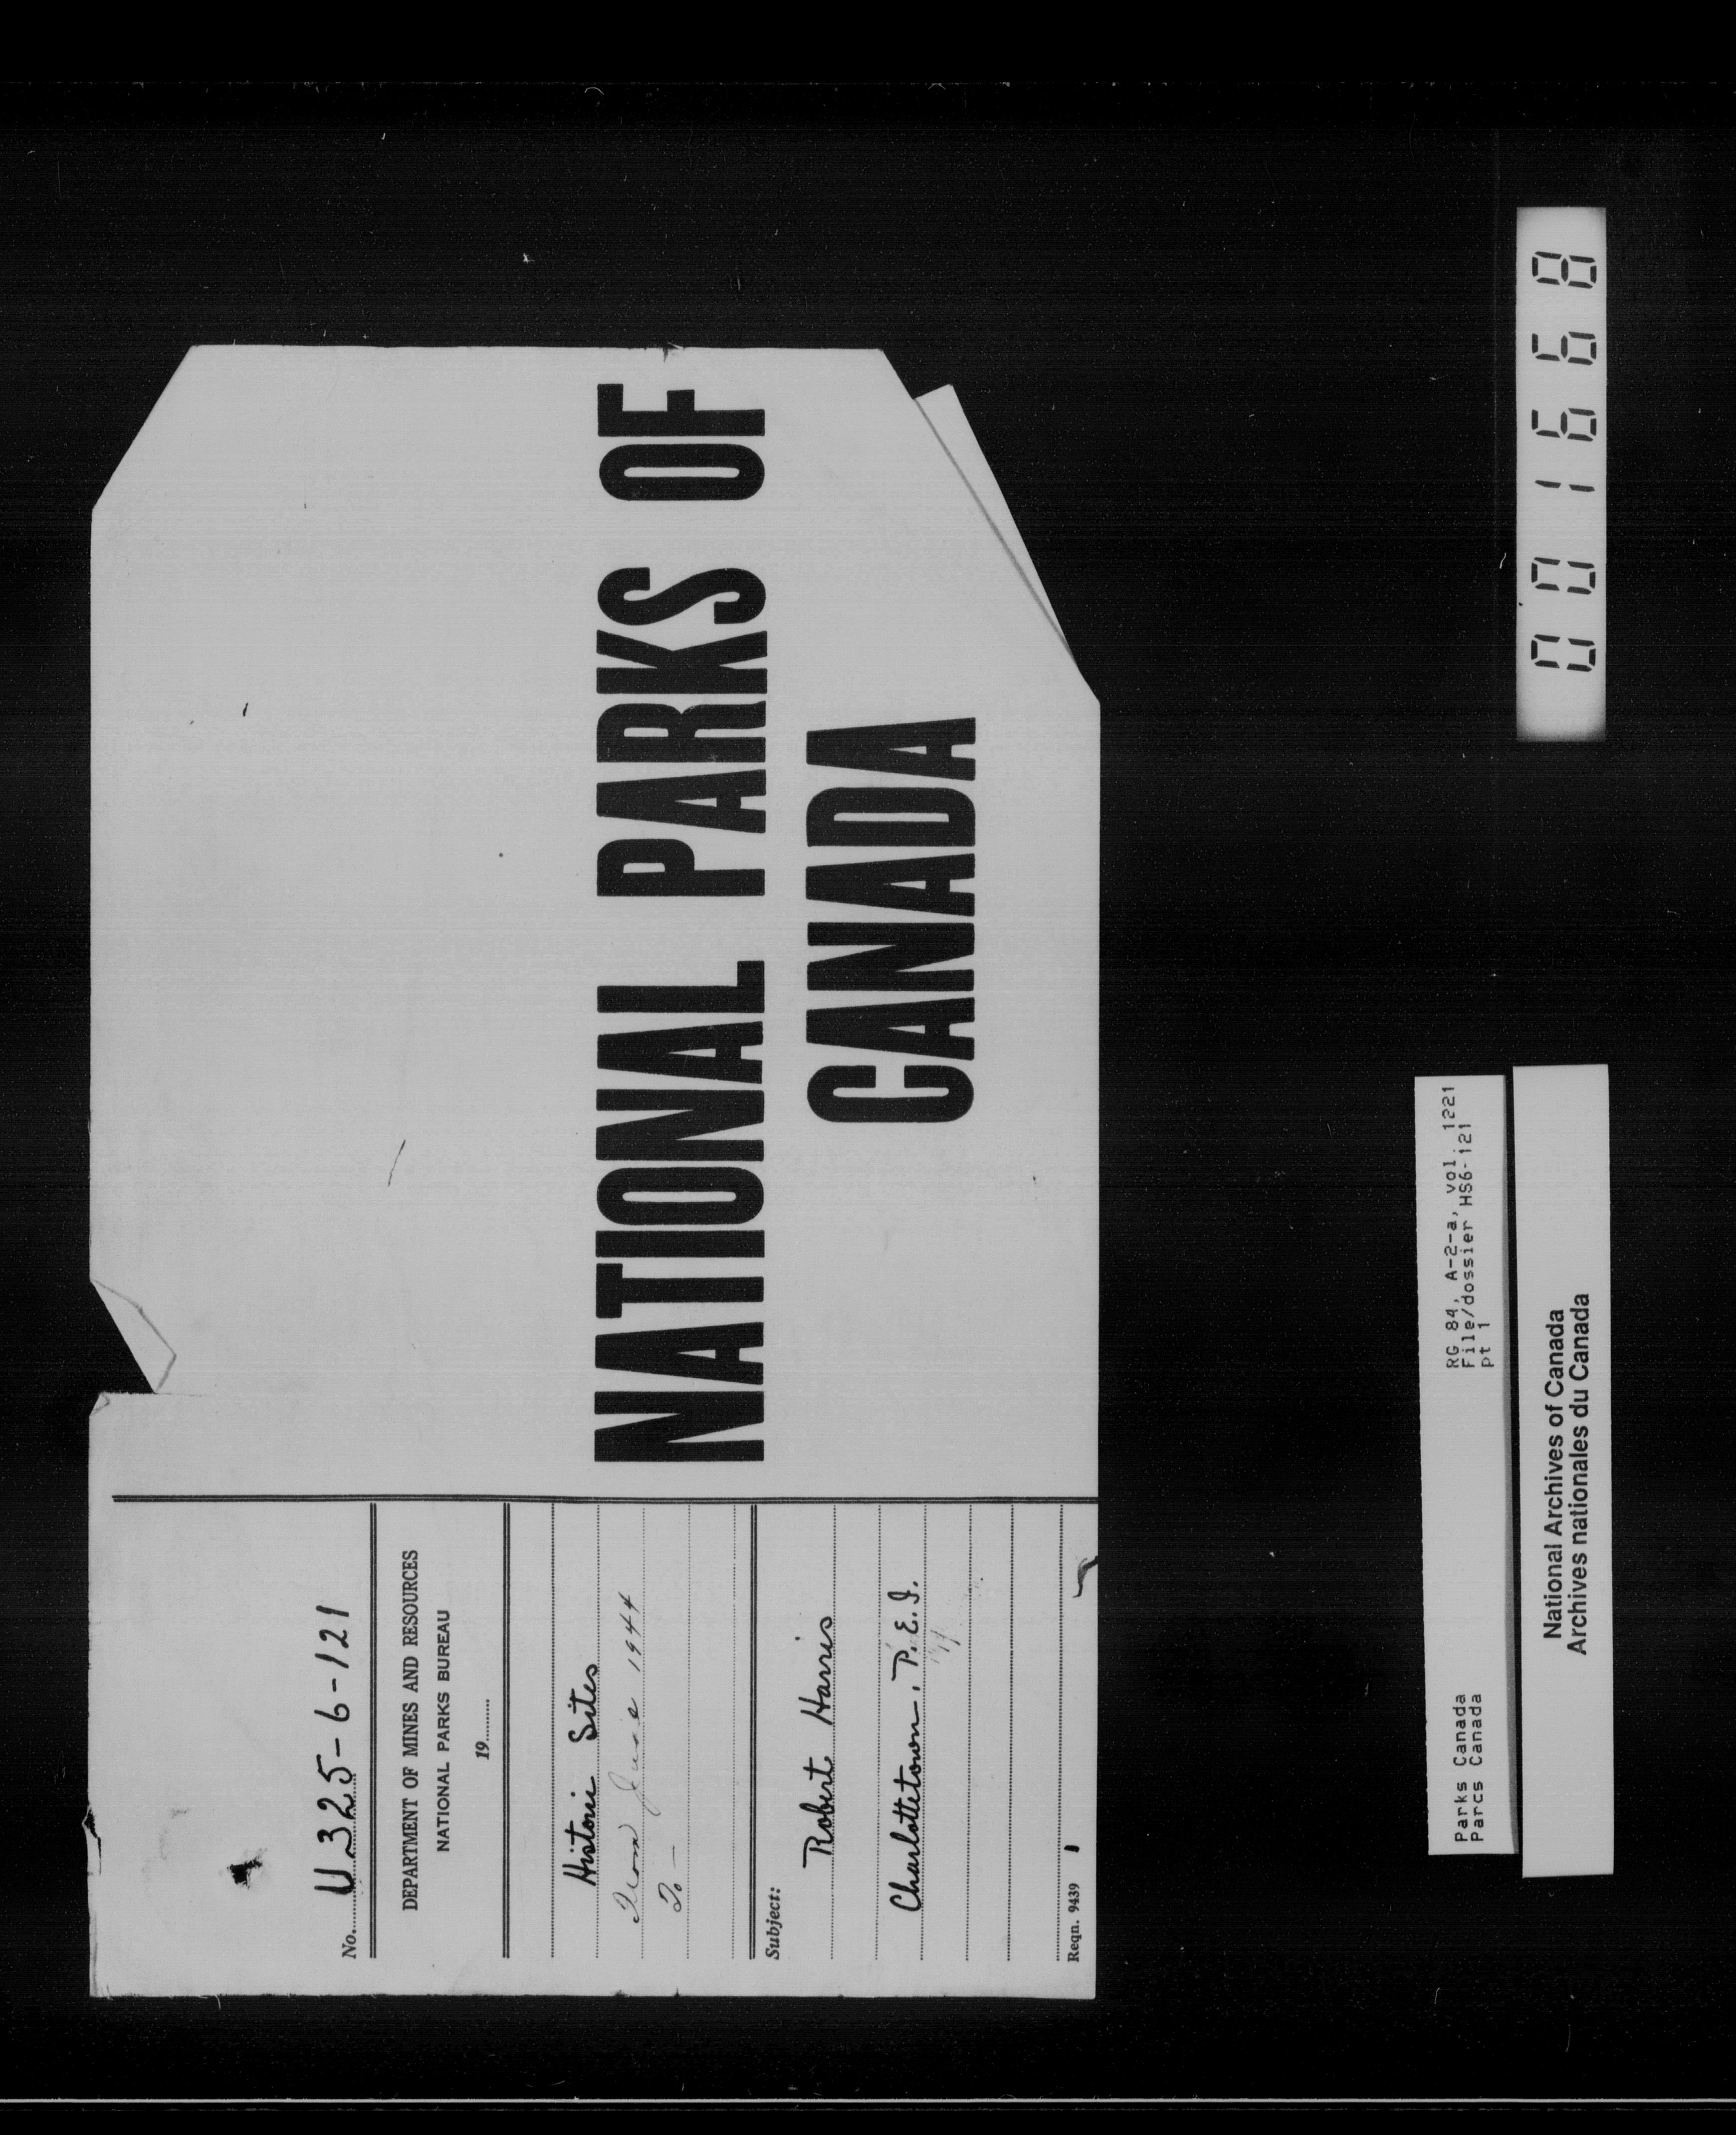 No. U325-6-121
DEPARTMENT OF MINES AND RESOURCES
NATIONAL PARKS BUREAU
19
Historic Sites
From June 1944
To –
Subject:
Robert Harris
Charlottetown, P.E.I.
Reqn. 9439 1
NATIONAL PARKS OF
CANADA
Parks Canada
Parcs Canada
RG 84, A-2-a, vol. 1221
File/dossier HS6-121
pt 1
National Archives of Canada
Archives nationales du Canada
001668